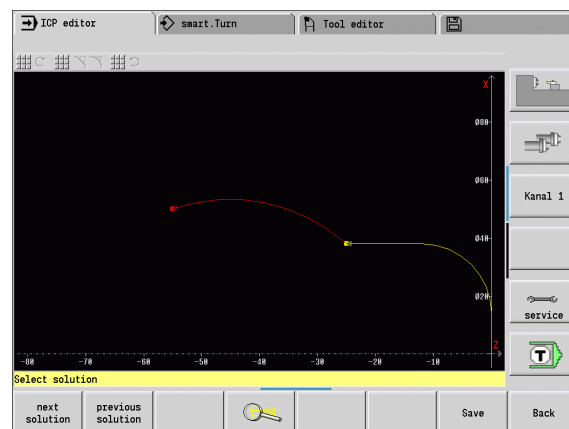 ICP editor
smart.Turn
Tool editor
X
Ø80
Ø60
Kanal 1
Ø40
Ø20
service
Z
T
-80 -70 -60 -50 -40 -30 -20 -10
Select solution
next solution
previous solution
Save
Back